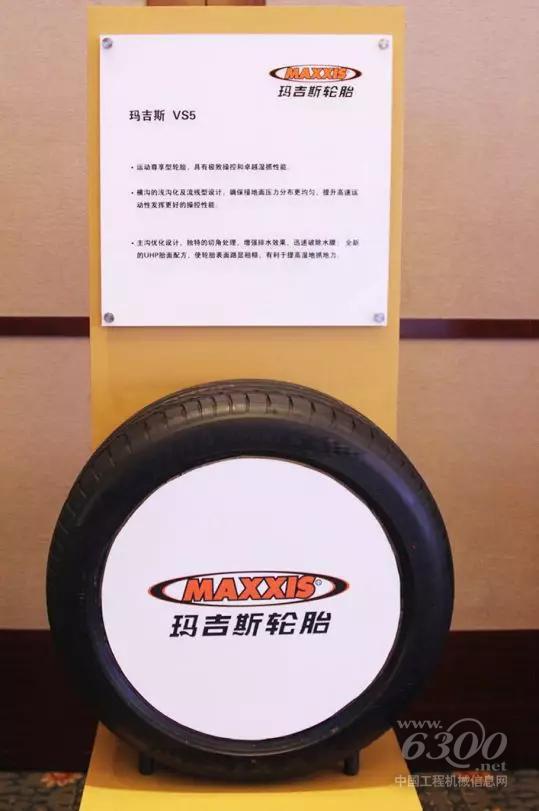 MAXXIS
玛吉斯轮胎
玛吉斯 VS5
• 运动尊享型轮胎，具有极致操控和卓越湿抓性能.
• 横沟的浅沟化及流线型设计，确保接地面压力分布更均匀，提升高速运
动性发挥更好的操控性能.
• 主沟优化设计，独特的切角处理，增强排水效果，迅速破除水膜；全新
的UHP胎面配方，使轮胎表面路显粗糙，有利于提高湿地抓地力.
MAXXIS
玛吉斯轮胎
www.
6300
.net
中国工程机械信息网